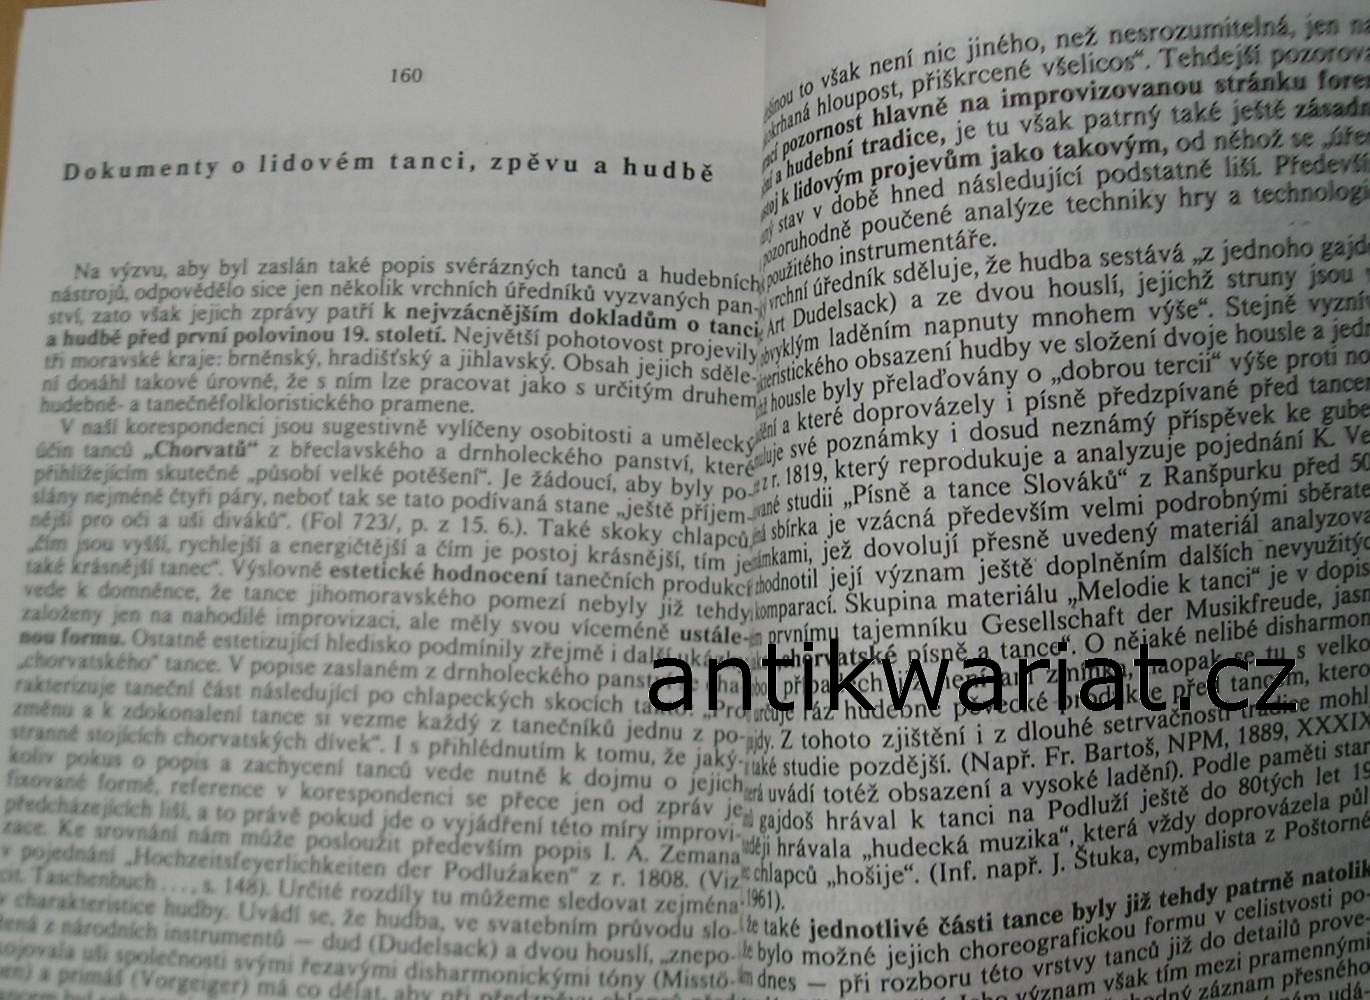 160
Dokumenty o lidovém tanci, zpěvu a hudbě
Na výzvu, aby byl zaslán také popis svérázných tanců a hudebních
nástrojů, odpovědělo sice jen několik vrchních úředníků vyzvaných pan-
ství, zato však jejich zprávy patří k nejvzácnějším dokladům o tanci
a hudbě před první polovinou 19. století. Největší pohotovost projevily
tři moravské kraje: brněnský, hradišťský a jihlavský. Obsah jejich sděle-
ní dosáhl takové úrovně, že s ním lze pracovat jako s určitým druhem
hudebně- a tanečněfolkloristického pramene.
V naší korespondenci jsou sugestivně vylíčeny osobitosti a umělecký
účin tanců „Chorvatů“ z břeclavského a drnholeckého panství, které
přihlížejícím skutečně „působí velké potěšení“. Je žádoucí, aby byly po-
slány nejméně čtyři páry, neboť tak se tato podívaná stane „ještě příjem-
nější pro oči a uši diváků“. (Fol 723/, p. z 15. 6.). Také skoky chlapců,
„čím jsou vyšší, rychlejší a energičtější a čím je postoj krásnější, tím je
také krásnější tanec“. Výslovně estetické hodnocení tanečních produkcí
vede k domněnce, že tance jihomoravského pomezí nebyly již tehdy
založeny jen na nahodilé improvizaci, ale měly svou víceméně ustále-
nou formu. Ostatně estetizující hledisko podmínily zřejmě i další
„chorvatského“ tance. V popise zaslaném z drnholeckého
rakterizuje taneční část následující po chlapeckých skocích
změnu a k zdokonalení tance si vezme každý z tanečníků jednu z po-
stranně stojících chorvatských dívek“. I s přihlédnutím k tomu, že jaký-
koliv pokus o popis a zachycení tanců vede nutně k dojmu o jejich
fixované formě, reference v korespondenci se přece jen od zpráv je
předcházejících liší, a to právě pokud jde o vyjádření této míry improvi-
zace. Ke srovnání nám může posloužit především popis I. A. Zemana
v pojednání „Hochzeitsfeyerlichkeiten der Podlužaken“ z r. 1808. (Viz
cit. Taschenbuch ..., s. 148). Určité rozdíly tu můžeme sledovat zejména
v charakteristice hudby. Uvádí se, že hudba, ve svatebním průvodu slo-
žená z národních instrumentů — dud (Dudelsack) a dvou houslí, „znepo-
kojovala uši společnosti svými řezavými disharmonickými tóny (Misstö-
nen) a primáš (Vorgeiger) má co dělat, aby při
to však není nic jiného, než nesrozumitelná, jen
hloupost, přiškrcené všelicos“. Tehdejší
pozornost hlavně na improvizovanou stránku
a hudební tradice, je tu však patrný také ještě
k lidovým projevům jako takovým, od něhož se
stav v době hned následující podstatně liší.
pozoruhodně poučené analýze techniky hry a
použitého instrumentáře.
vrchní úředník sděluje, že hudba sestává „z jednoho
Art Dudelsack) a ze dvou houslí, jejichž struny jsou
laděním napnuty mnohem výše“. Stejně
obsazení hudby ve složení dvoje housle a
housle byly přelaďovány o „dobrou tercii“ výše proti
a které doprovázely i písně předzpívané před
své poznámky i dosud neznámý příspěvek ke
z r. 1819, který reprodukuje a analyzuje pojednání K.
studii „Písně a tance Slováků“ z Ranšpurku před
sbírka je vzácná především velmi podrobnými
jež dovolují přesně uvedený materiál
její význam ještě doplněním dalších
komparací. Skupina materiálu „Melodie k tanci“ je v
prvnímu tajemníku Gesellschaft der Musikfreude,
chorvatské písně a tance“. O nějaké nelibé
se tu s
ráz hudebně
Z tohoto zjištění i z dlouhé setrvačnosti
také studie pozdější. (Např. Fr. Bartoš, NPM, 1889, XXXIX
uvádí totéž obsazení a vysoké ladění). Podle paměti
gajdoš hrával k tanci na Podluží ještě do 80tých let
hrávala „hudecká muzika“, která vždy doprovázela
chlapců „hošije“. (Inf. např. J. Štuka, cymbalista z
1961).
že také jednotlivé části tance byly již tehdy patrně natolik
bylo možné jejich choreografickou formu v celistvosti
dnes — při rozboru této vrstvy tanců již do detailů
význam však tím mezi
záznam přesného
antikwariat.cz